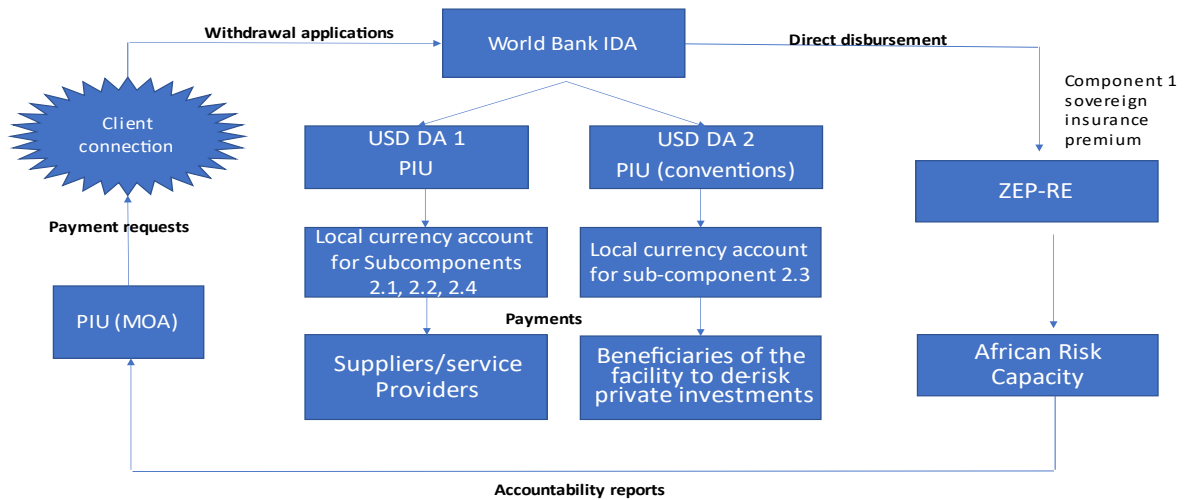 Withdrawal applications
World Bank IDA
Direct disbursement
Component 1
sovereign
insurance
premium
Client
connection
USD DA 1
PIU
USD DA 2
PIU (conventions)
ZEP-RE
Payment requests
Local currency account
for Subcomponents
2.1, 2.2, 2.4
Local currency account
for sub-component 2.3
PIU (MOA)
Payments
Suppliers/service
Providers
Beneficiaries of the
facility to de-risk
private investments
African Risk
Capacity
Accountability reports